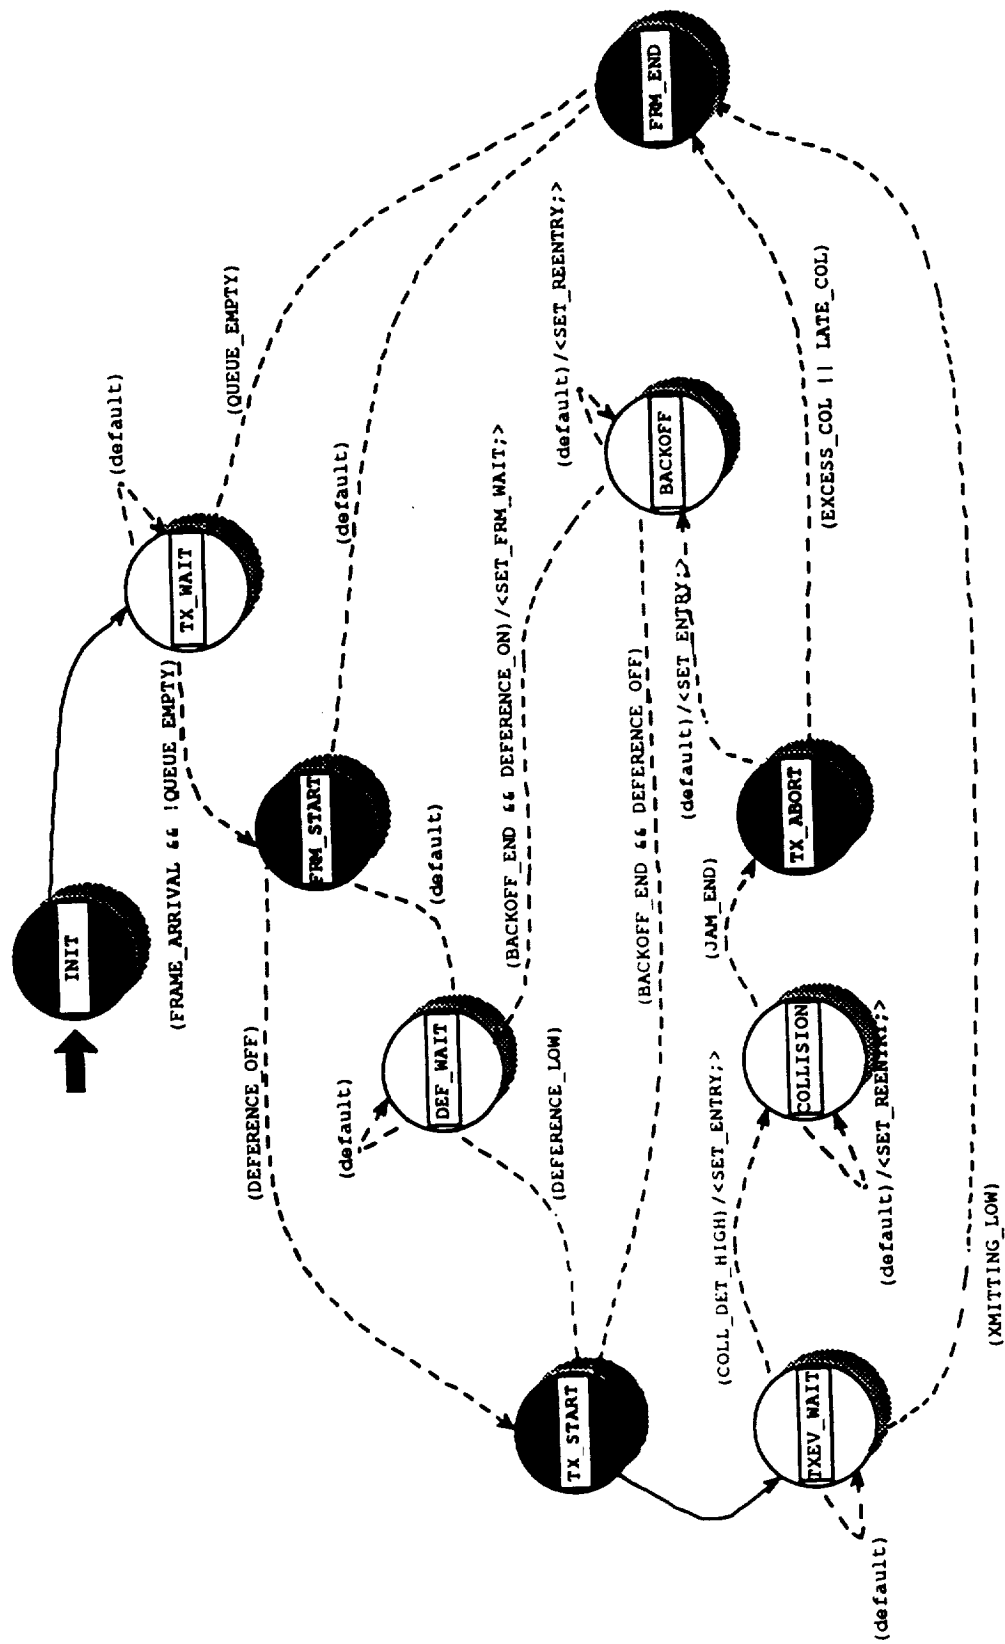 INIT
(FRAME_ARRIVAL && !QUEUE_EMPTY)
TX_WAIT
(default)
(QUEUE_EMPTY)
(DEFERENCE_OFF)
FRM_START
(default)
(default)
DEF_WAIT
(default)
(DEFERENCE_LOW)
(BACKOFF_END && DEFERENCE_ON)/<SET_FRM_WAIT;>
(default)/<SET_REENTRY;>
FRM_END
TX_START
(BACKOFF_END && DEFERENCE_OFF)
BACKOFF
(default)/<SET_ENTRY;>
(COLL_DET_HIGH)/<SET_ENTRY;>
(JAM_END)
TXEV_WAIT
COLLISION
TX_ABORT
(EXCESS_COL || LATE_COL)
(default)
(default)/<SET_REENTRY;>
(XMITTING_LOW)